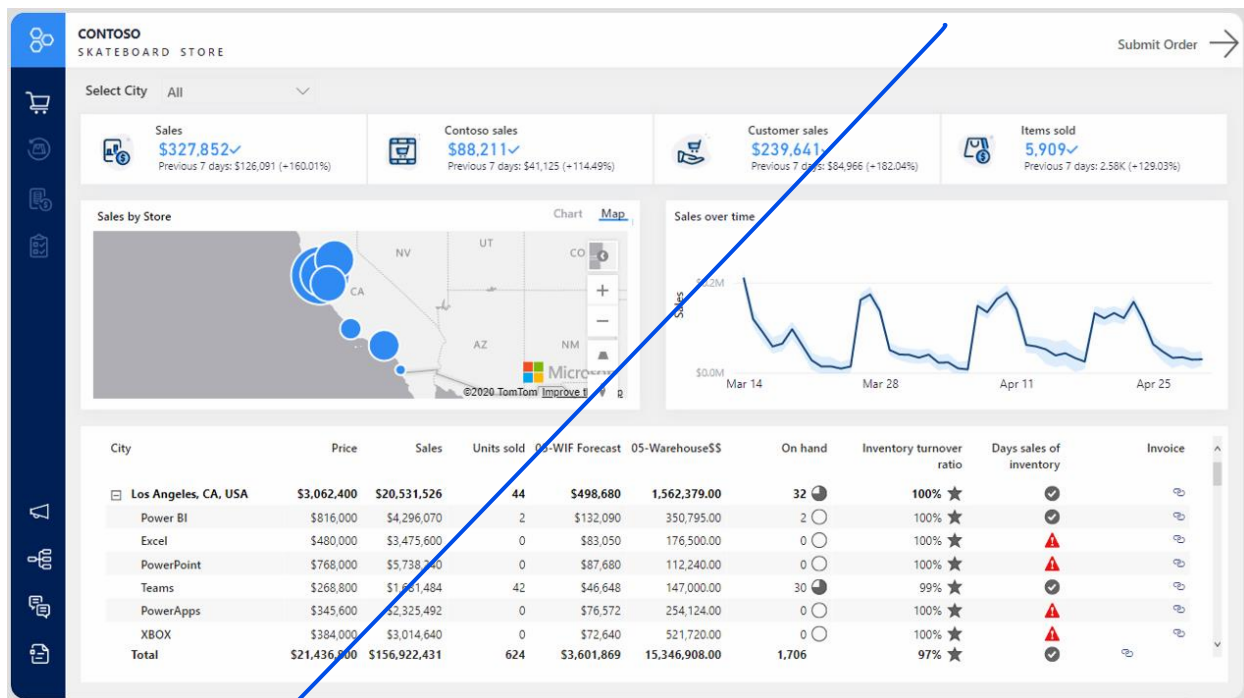 CONTOSO
SKATEBOARD STORE
Submit Order
Select City All
Sales
$327,852
Previous 7 days: $126,091 (+160.01%)
Contoso sales
$88,211
Previous 7 days: $41,125 (+114.49%)
Customer sales
$239,641
Previous 7 days: $84,966 (+182.04%)
Items sold
5,909
Previous 7 days: 2.58K (+129.03%)
Sales by Store
Chart Map
NV
UT
CO
CA
AZ
NM
©2020 TomTom Improve
Sales over time
Sales
$0.2M
$0.0M
Mar 14 Mar 28 Apr 11 Apr 25
City Price Sales Units sold 05-WIF Forecast 05-Warehouse$$ On hand Inventory turnover ratio Days sales of inventory Invoice
Los Angeles, CA, USA $3,062,400 $20,531,526 44 $498,680 1,562,379.00 32 100%
Power BI $816,000 $4,296,070 2 $132,090 350,795.00 2 100%
Excel $480,000 $3,475,600 0 $83,050 176,500.00 0 100%
PowerPoint $768,000 0 $87,680 112,240.00 0 100%
Teams $268,800 42 $46,648 147,000.00 30 99%
PowerApps $345,600 $2,325,492 0 $76,572 254,124.00 0 100%
XBOX $384,000 $3,014,640 0 $72,640 521,720.00 0 100%
Total $156,922,431 624 $3,601,869 15,346,908.00 1,706 97%